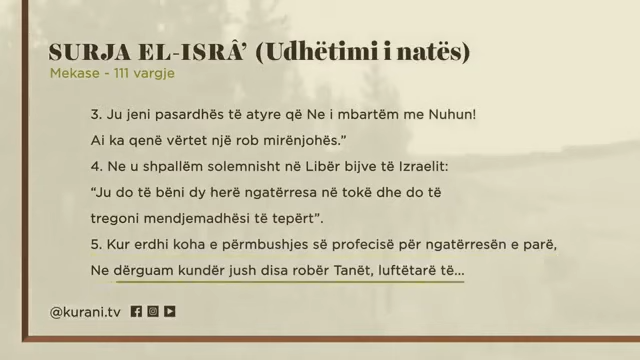 SURJA EL-ISRÂ’ (Udhëtimi i natës)
Mekase - 111 vargje
3. Ju jeni pasardhës të atyre që Ne i mbartëm me Nuhun!
Ai ka qenë vërtet një rob mirënjohës.”
4. Ne u shpallëm solemnisht në Libër bijve të Izraelit:
“Ju do të bëni dy herë ngatërresa në tokë dhe do të
tregoni mendjemadhësi të tepërt”.
5. Kur erdhi koha e përmbushjes së profecisë për ngatërresën e parë,
Ne dërguam kundër jush disa robër Tanët, luftëtarë të...
@kurani.tv